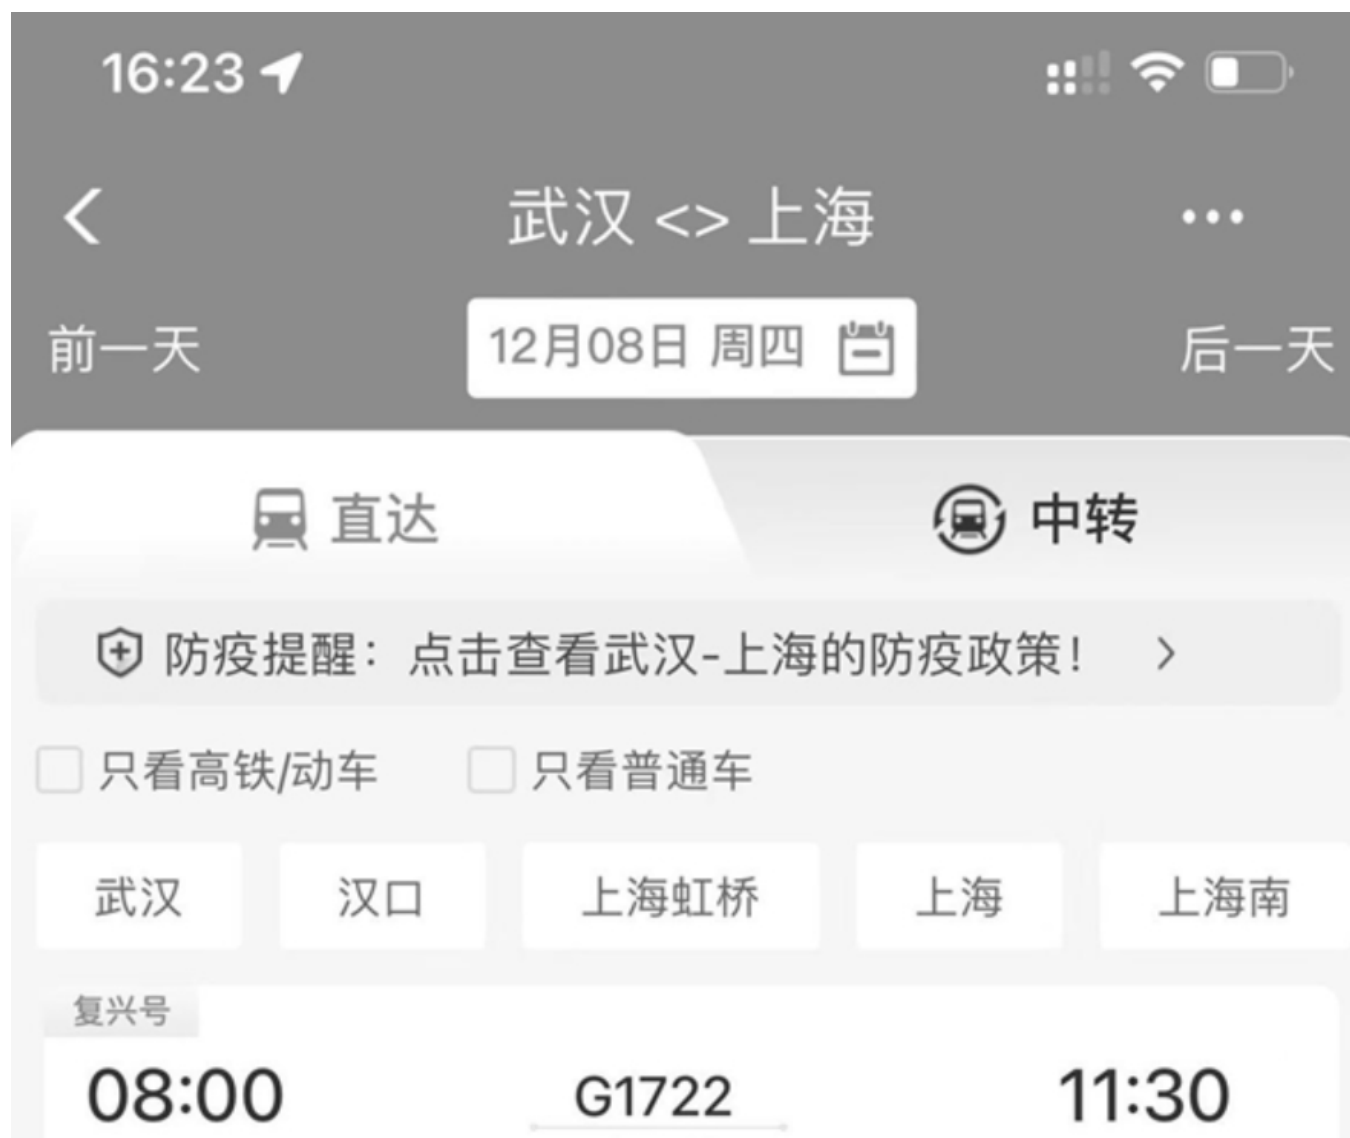 16:23
武汉 <> 上海
前一天 12月08日 周四 后一天
直达 中转
防疫提醒：点击查看武汉-上海的防疫政策！
只看高铁/动车 只看普通车
武汉 汉口 上海虹桥 上海 上海南
复兴号
08:00 G1722 11:30